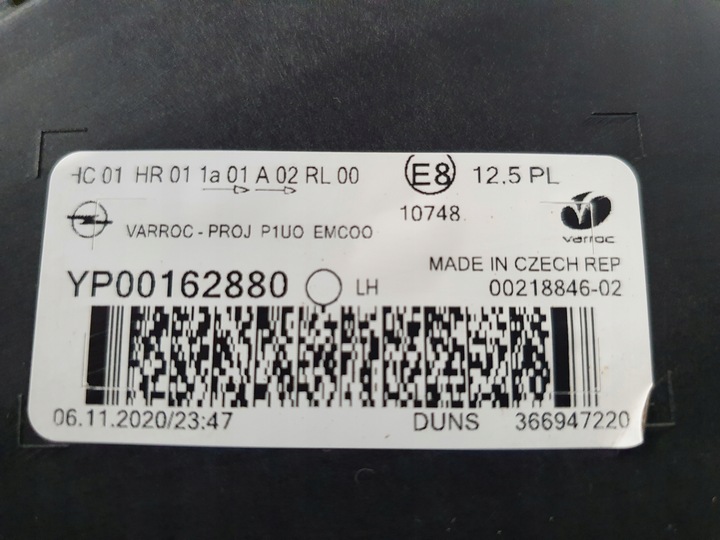 HC 01 HR 01 1a 01 A 02 RL 00 E8 12.5 PL
10748
VARROC - PROJ P1UO EMCOO
varroc
MADE IN CZECH REP
YP00162880 LH 00218846-02
06.11.2020/23:47 DUNS 366947220